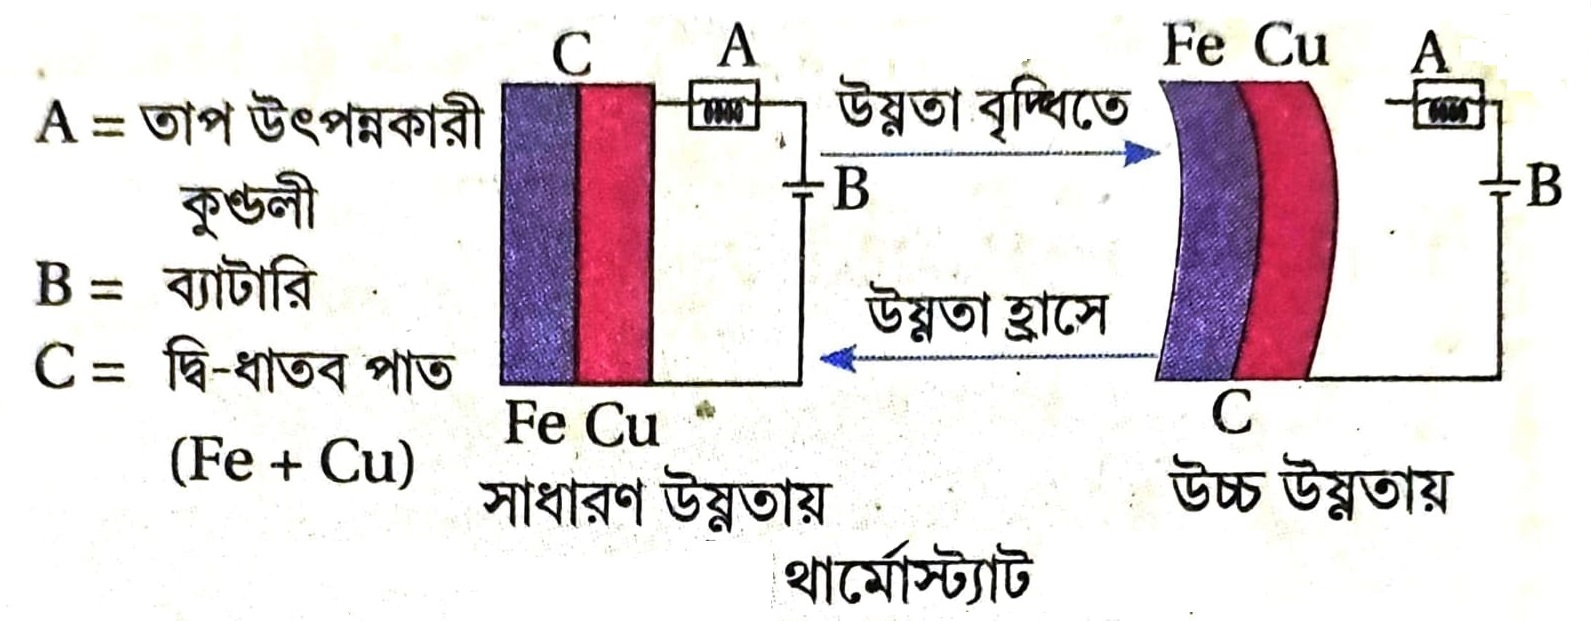 C
A
Fe Cu
A
A = তাপ উৎপন্নকারী
কুণ্ডলী
B = ব্যাটারি
C = দ্বি-ধাতব পাত
(Fe + Cu)
উষ্ণতা বৃদ্ধিতে
B
B
উষ্ণতা হ্রাসে
Fe Cu
C
সাধারণ উষ্ণতায়
উচ্চ উষ্ণতায়
থার্মোস্ট্যাট